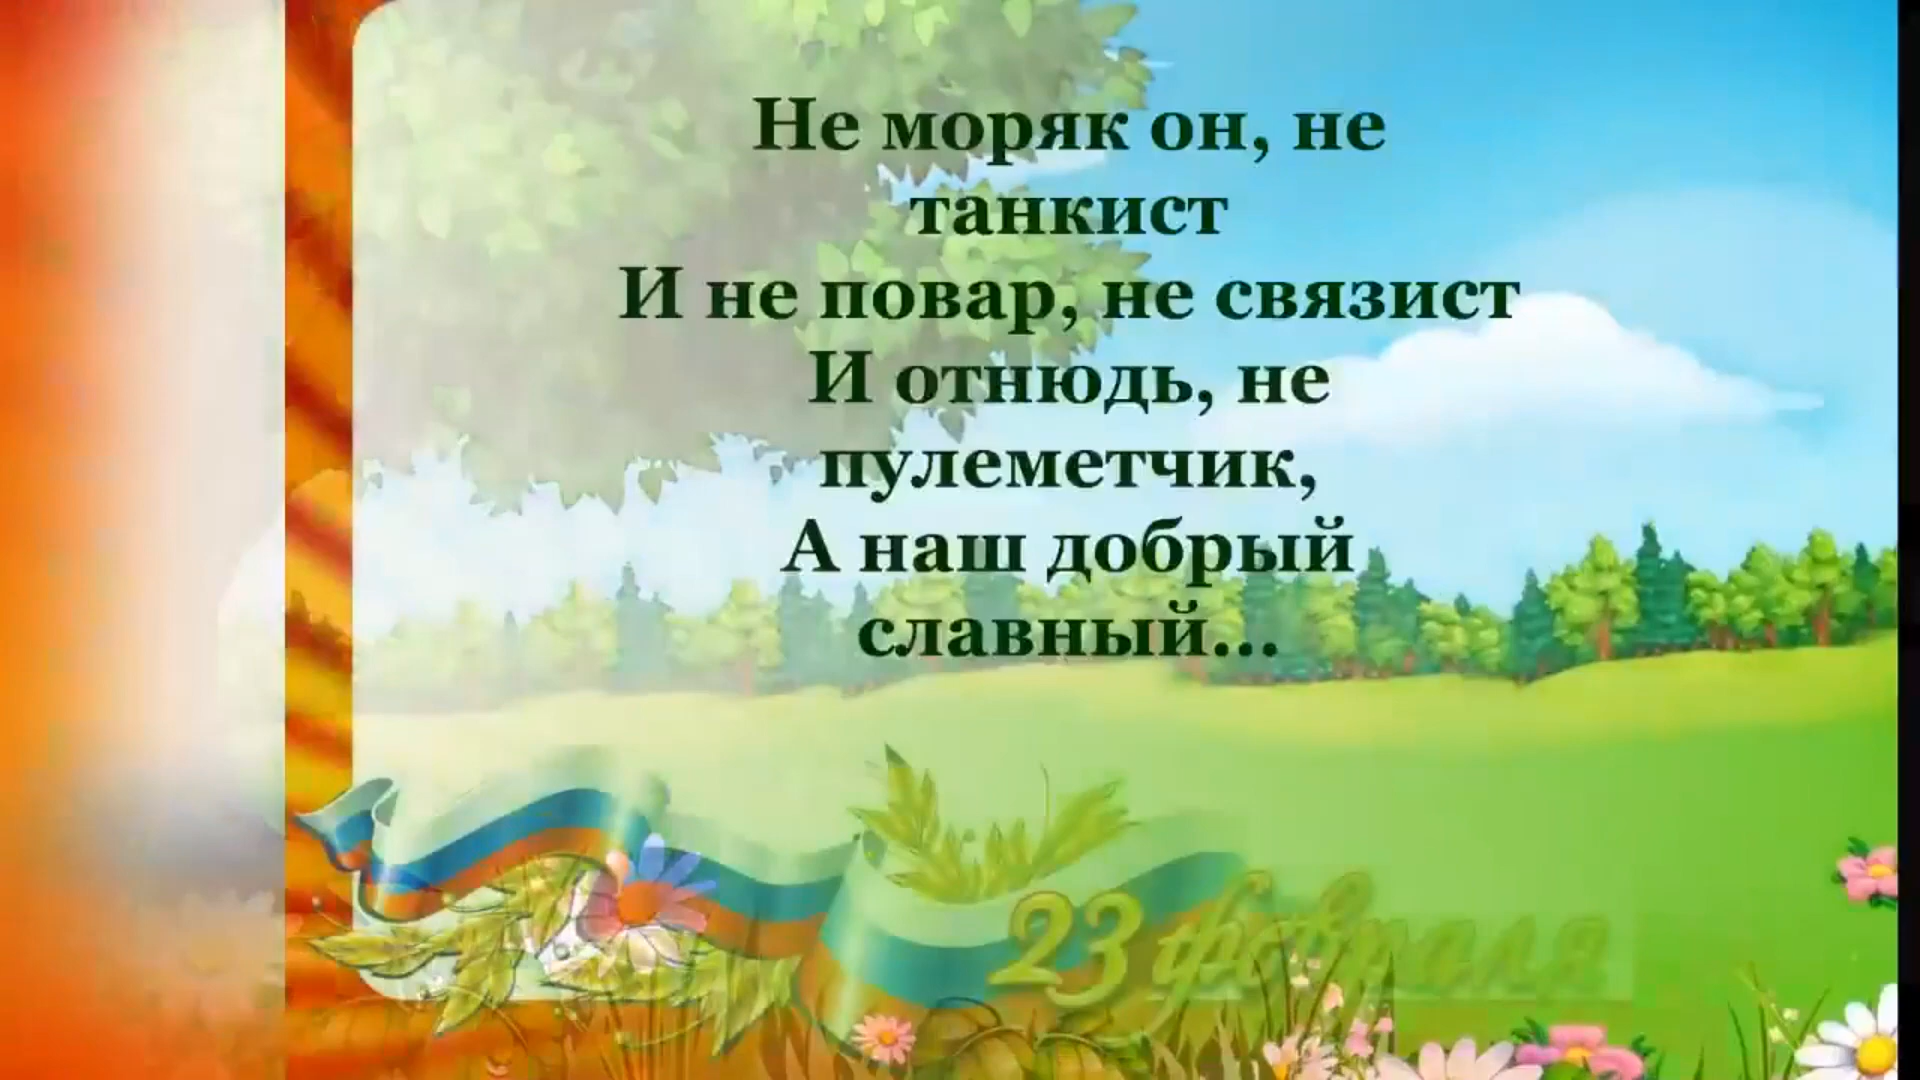 Не моряк он, не
танкист
И не повар, не связист
И отнюдь, не
пулеметчик,
А наш добрый
славный...
23 февраля